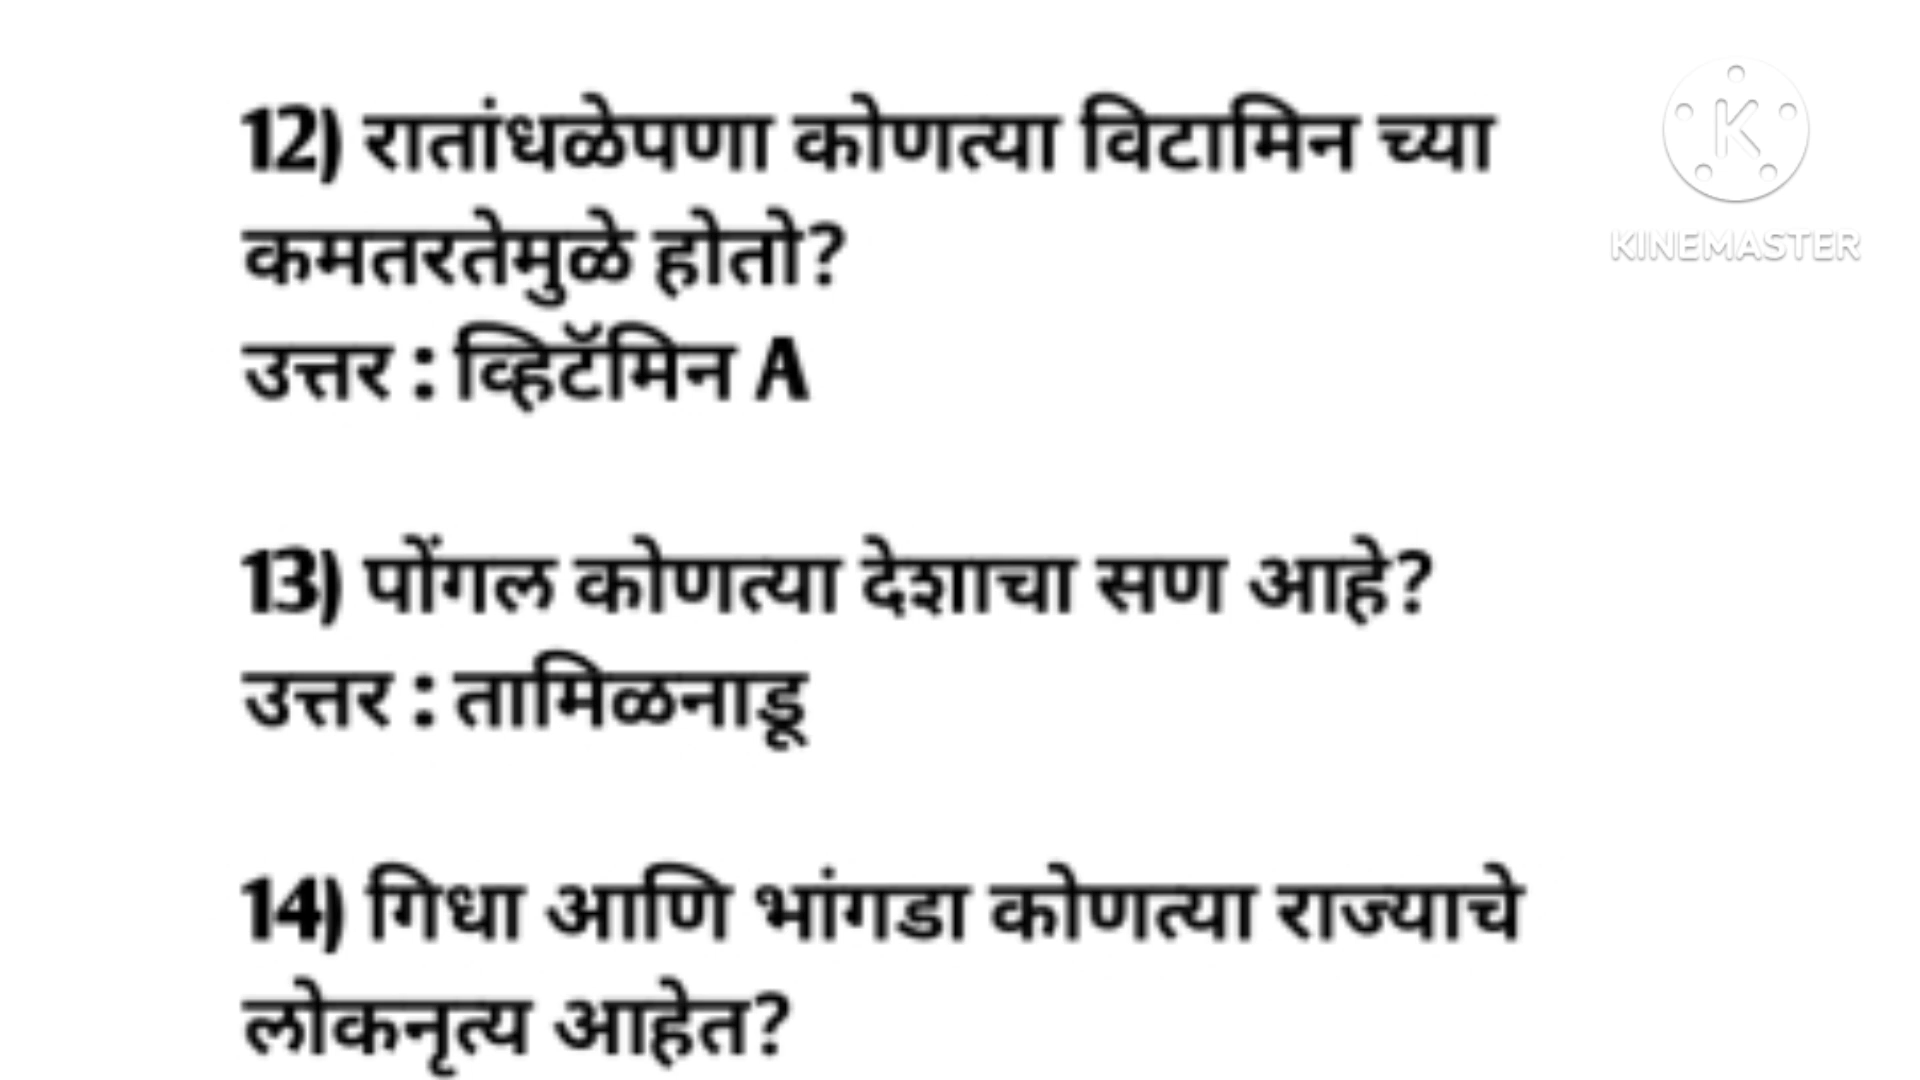 12) रातांधळेपणा कोणत्या विटामिन च्या
कमतरतेमुळे होतो?
उत्तर : व्हिटॅमिन A
13) पोंगल कोणत्या देशाचा सण आहे?
उत्तर : तामिळनाडू
14) गिधा आणि भांगडा कोणत्या राज्याचे
लोकनृत्य आहेत?
K
KINEMASTER